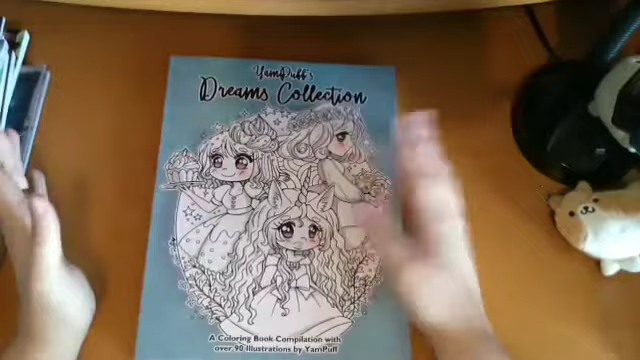 YamPuff's
Dreams Collection
A Coloring Book Compilation with
over 90 Illustrations by YamPuff